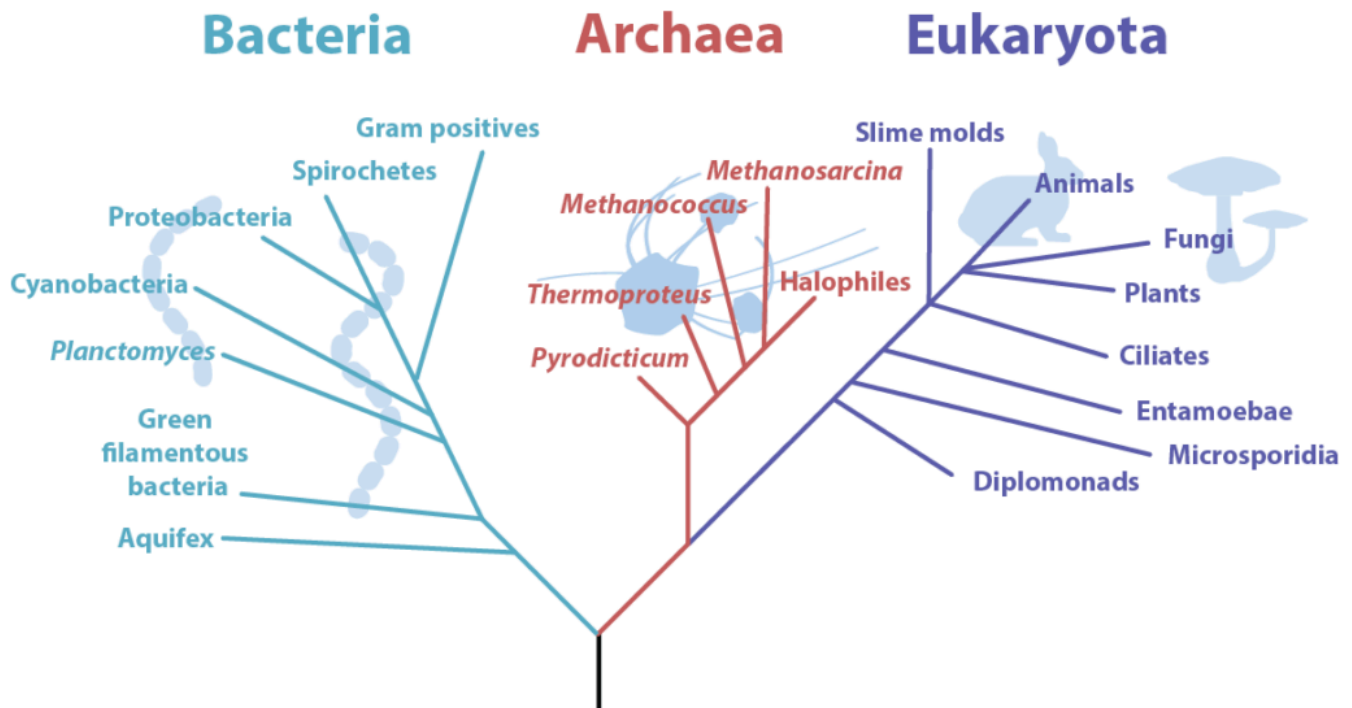 Bacteria
Archaea
Eukaryota
Gram positives
Spirochetes
Proteobacteria
Cyanobacteria
Planctomyces
Green
filamentous
bacteria
Aquifex
Methanosarcina
Methanococcus
Halophiles
Thermoproteus
Pyrodicticum
Slime molds
Animals
Fungi
Plants
Ciliates
Entamoebae
Microsporidia
Diplomonads